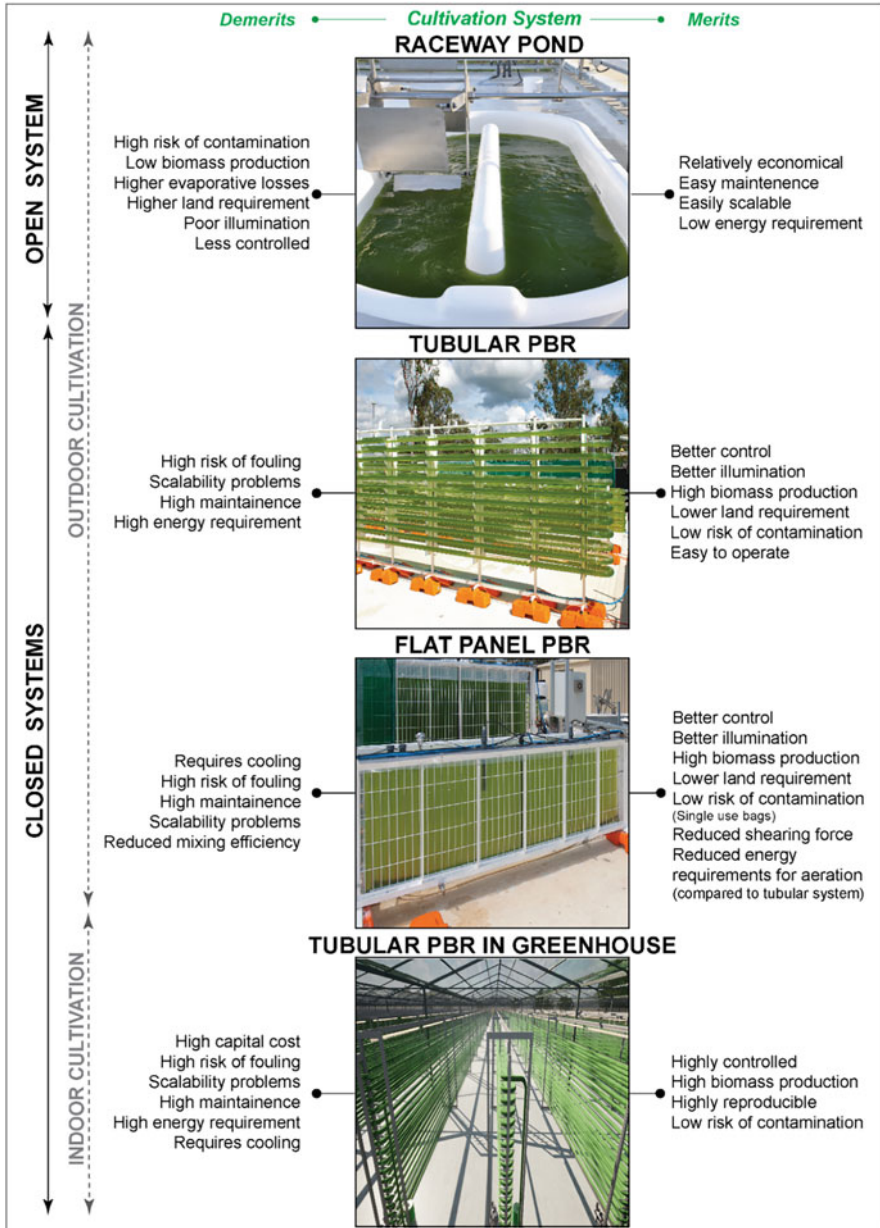 Demerits
Cultivation System
Merits
RACEWAY POND
OPEN SYSTEM
OUTDOOR CULTIVATION
High risk of contamination
Low biomass production
Higher evaporative losses
Higher land requirement
Poor illumination
Less controlled
Relatively economical
Easy maintenence
Easily scalable
Low energy requirement
TUBULAR PBR
CLOSED SYSTEMS
High risk of fouling
Scalability problems
High maintainence
High energy requirement
Better control
Better illumination
High biomass production
Lower land requirement
Low risk of contamination
Easy to operate
FLAT PANEL PBR
Requires cooling
High risk of fouling
High maintainence
Scalability problems
Reduced mixing efficiency
Better control
Better illumination
High biomass production
Lower land requirement
Low risk of contamination
(Single use bags)
Reduced shearing force
Reduced energy
requirements for aeration
(compared to tubular system)
TUBULAR PBR IN GREENHOUSE
INDOOR CULTIVATION
High capital cost
High risk of fouling
Scalability problems
High maintainence
High energy requirement
Requires cooling
Highly controlled
High biomass production
Highly reproducible
Low risk of contamination